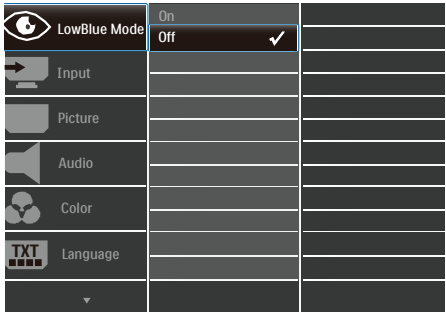 LowBlue Mode
On
Off
Input
Picture
Audio
Color
TXT
Language